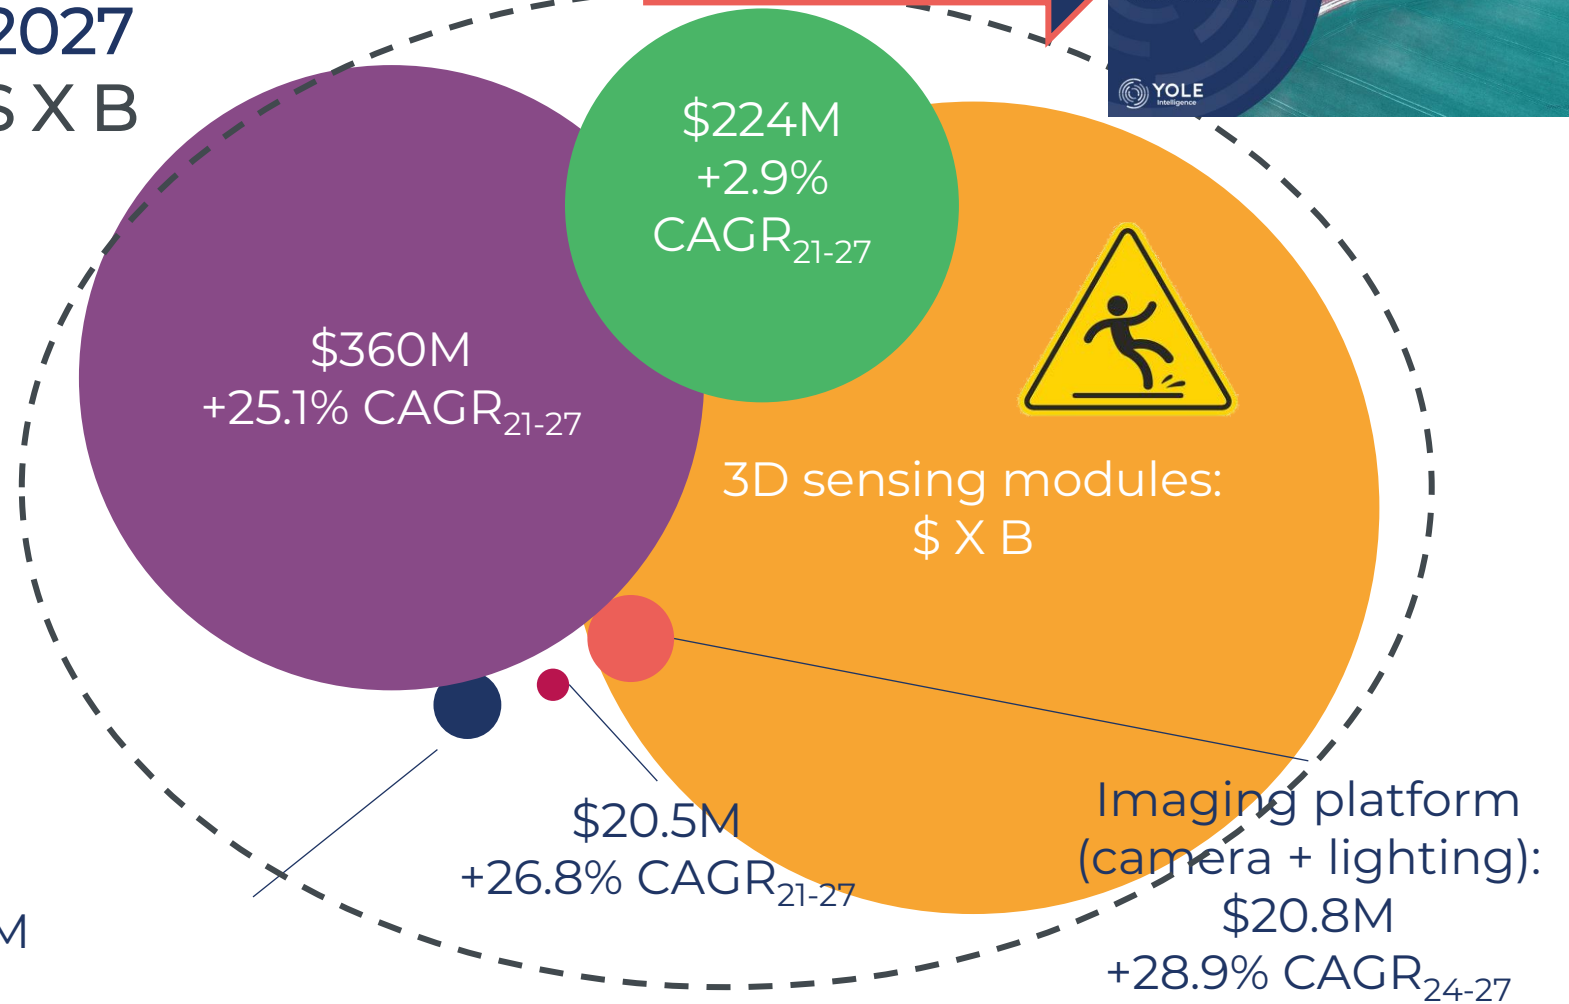 2027
$ X B
YOLE
Intelligence
$224M
+2.9%
CAGR21-27
$360M
+25.1% CAGR21-27
3D sensing modules:
$ X B
$20.5M
+26.8% CAGR21-27
Imaging platform
(camera + lighting):
$20.8M
+28.9% CAGR24-27
M